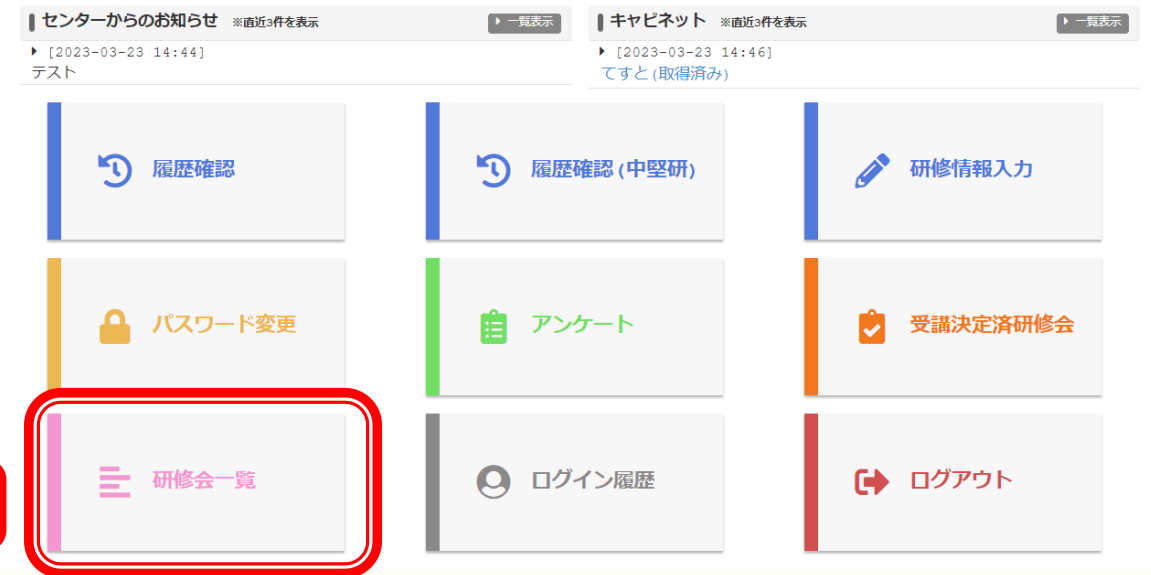 センターからのお知らせ ※直近3件を表示
一覧表示
[2023-03-23 14:44]
テスト
キャビネット ※直近3件を表示
一覧表示
[2023-03-23 14:46]
てすと(取得済み)
履歴確認
履歴確認(中堅研)
研修情報入力
パスワード変更
アンケート
受講決定済研修会
研修会一覧
ログイン履歴
ログアウト